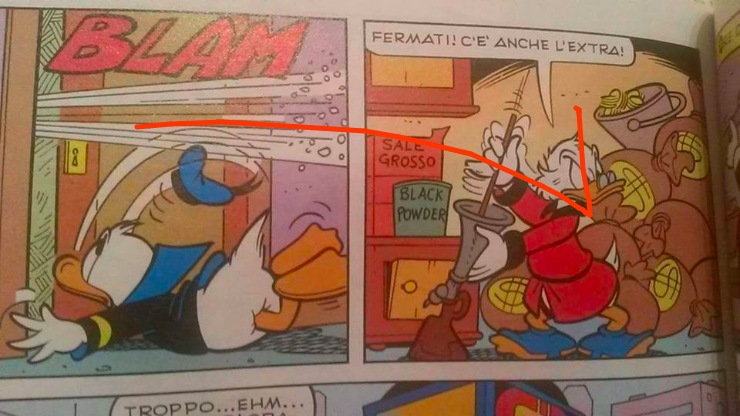 BLAM
FERMATI! C'E' ANCHE L'EXTRA!
SALE
GROSSO
BLACK
POWDER
TROPPO...EHM...